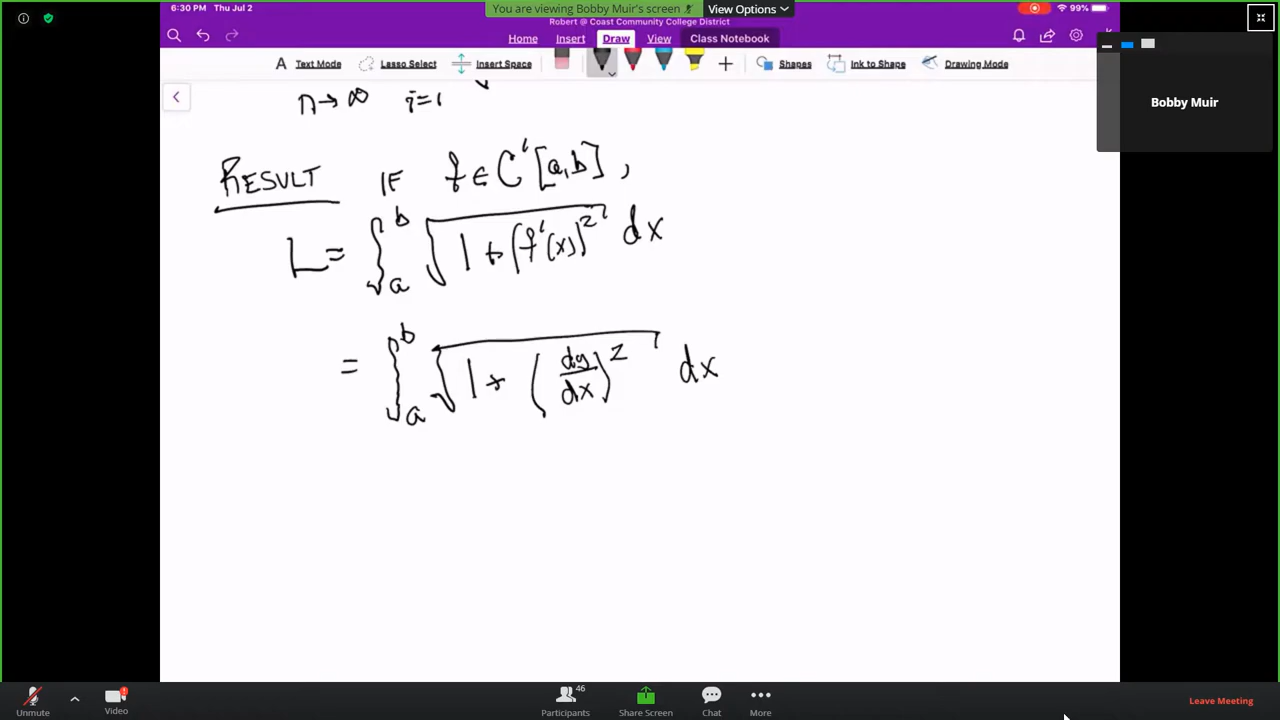 6:30 PM Thu Jul 2
You are viewing Bobby Muir's screen
View Options
99%
Robert @ Coast Community College District
Home Insert Draw View Class Notebook
Text Mode Lasso Select Insert Space Shapes Ink to Shape Drawing Mode
Bobby Muir
n→∞ i=1
RESULT IF f∈C'[a,b],
L= ∫_a^b √(1+(f'(x))^2) dx
= ∫_a^b √(1+(dy/dx)^2) dx
Unmute Video Participants 46 Share Screen Chat More Leave Meeting